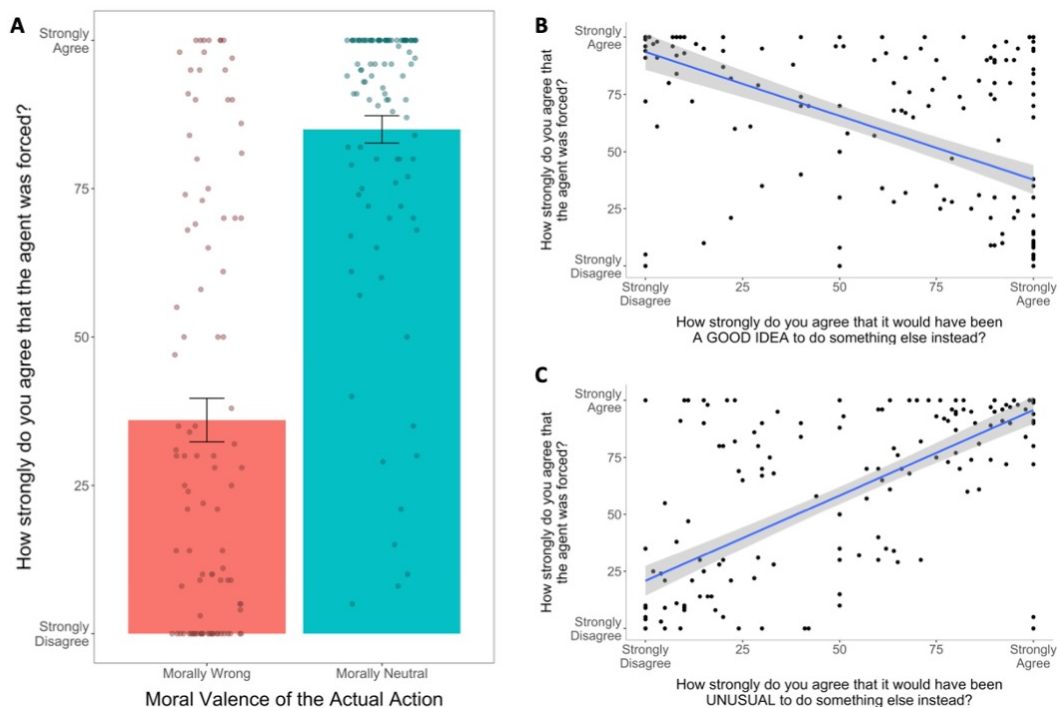 A
Strongly
Agree
75
50
25
Strongly
Disagree
How strongly do you agree that the agent was forced?
Morally Wrong
Morally Neutral
Moral Valence of the Actual Action
B
Strongly
Agree
75
50
25
Strongly
Disagree
How strongly do you agree that
the agent was forced?
Strongly
Disagree
25
50
75
Strongly
Agree
How strongly do you agree that it would have been
A GOOD IDEA to do something else instead?
C
Strongly
Agree
75
50
25
Strongly
Disagree
How strongly do you agree that
the agent was forced?
Strongly
Disagree
25
50
75
Strongly
Agree
How strongly do you agree that it would have been
UNUSUAL to do something else instead?